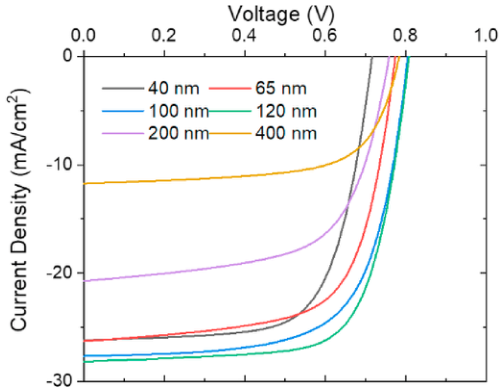 Voltage (V)
0.0 0.2 0.4 0.6 0.8 1.0
0
40 nm 65 nm
100 nm 120 nm
200 nm 400 nm
-10
-20
-30
Current Density (mA/cm²)